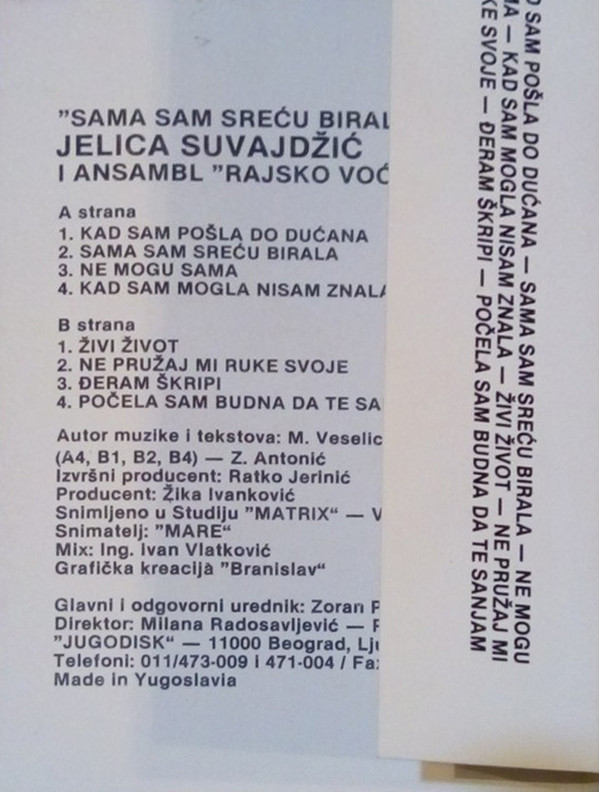 "SAMA SAM SREĆU BIRAL
JELICA SUVAJDŽIĆ
I ANSAMBL "RAJSKO VOĆ
A strana
1. KAD SAM POŠLA DO DUĆANA
2. SAMA SAM SREĆU BIRALA
3. NE MOGU SAMA
4. KAD SAM MOGLA NISAM ZNALA
B strana
1. ŽIVI ŽIVOT
2. NE PRUŽAJ MI RUKE SVOJE
3. ĐERAM ŠKRIPI
4. POČELA SAM BUDNA DA TE SA
Autor muzike i tekstova: M. Veselic
(A4, B1, B2, B4) — Z. Antonić
Izvršni producent: Ratko Jerinić
Producent: Žika Ivanković
Snimljeno u Studiju "MATRIX" — V
Snimatelj: "MARE"
Mix: Ing. Ivan Vlatković
Grafička kreacija "Branislav"
Glavni i odgovorni urednik: Zoran P
Direktor: Milana Radosavljević —
"JUGODISK" — 11000 Beograd, Lj
Telefoni: 011/473-009 i 471-004 / Fa
Made in Yugoslavia
SAM POŠLA DO DUĆANA — SAMA SAM SREĆU BIRALA — NE MOGU
MA — KAD SAM MOGLA NISAM ZNALA — ŽIVI ŽIVOT — NE PRUŽAJ MI
KE SVOJE — ĐERAM ŠKRIPI — POČELA SAM BUDNA DA TE SANJAM